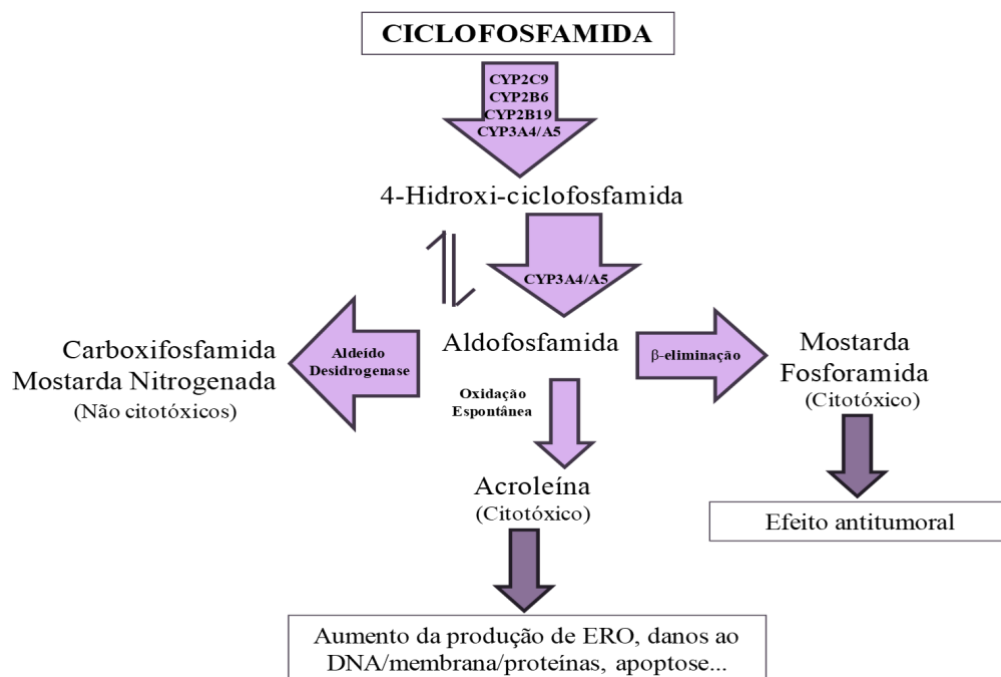 CICLOFOSFAMIDA
CYP2C9
CYP2B6
CYP2B19
CYP3A4/A5
4-Hidroxi-ciclofosfamida
CYP3A4/A5
Carboxifosfamida
Mostarda Nitrogenada
(Não citotóxicos)
Aldeído
Desidrogenase
Aldofosfamida
β-eliminação
Mostarda
Fosforamida
(Citotóxico)
Oxidação
Espontânea
Acroleína
(Citotóxico)
Efeito antitumoral
Aumento da produção de ERO, danos ao
DNA/membrana/proteínas, apoptose...